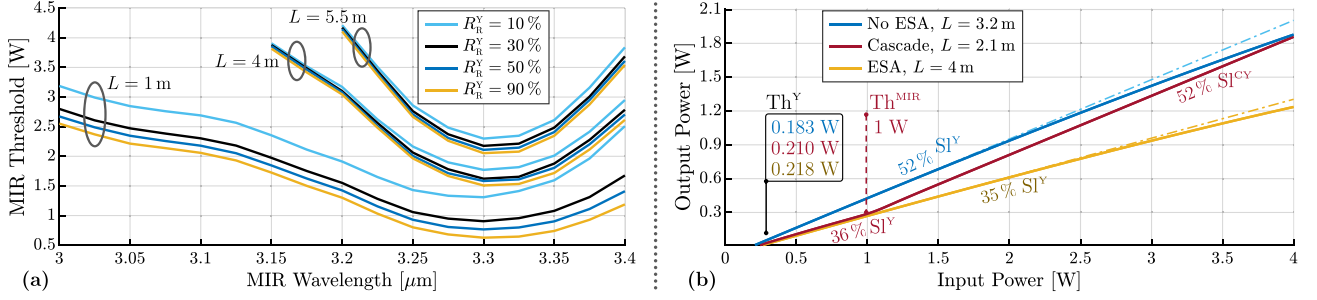 MIR Threshold [W]
5
4.5
4
3.5
3
2.5
2
1.5
1
0.5
3
3.05
3.1
3.15
3.2
3.25
3.3
3.35
3.4
MIR Wavelength [μm]
(a)
L = 1 m
L = 4 m
L = 5.5 m
R_R^Y = 10 %
R_R^Y = 30 %
R_R^Y = 50 %
R_R^Y = 90 %
Output Power [W]
2.1
1.8
1.5
1.2
0.9
0.6
0.3
0
0.5
1
1.5
2
2.5
3
3.5
4
Input Power [W]
(b)
No ESA, L = 3.2 m
Cascade, L = 2.1 m
ESA, L = 4 m
Th^Y
0.183 W
0.210 W
0.218 W
Th^MIR
1 W
52 % Sl^Y
36 % Sl^Y
35 % Sl^Y
52 % Sl^CY